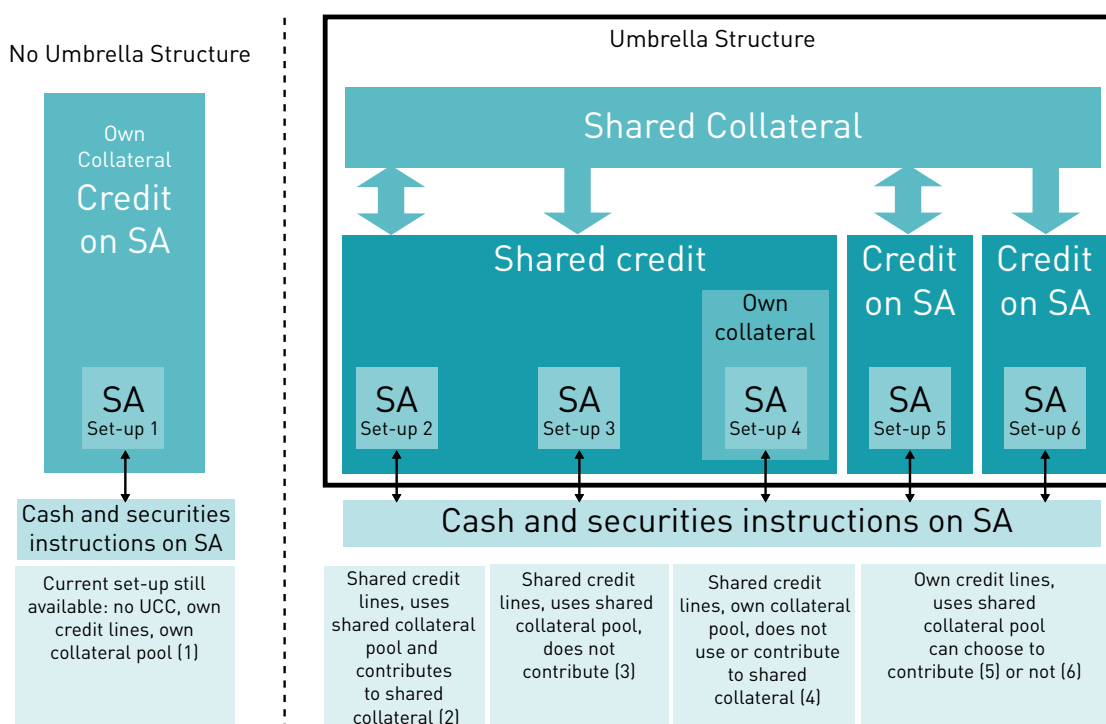 No Umbrella Structure
Own
Collateral
Credit
on SA
SA
Set-up 1
Cash and securities
instructions on SA
Current set-up still
available: no UCC, own
credit lines, own
collateral pool (1)
Umbrella Structure
Shared Collateral
Shared credit
Own
collateral
SA
Set-up 2
SA
Set-up 3
SA
Set-up 4
Credit
on SA
SA
Set-up 5
Credit
on SA
SA
Set-up 6
Cash and securities instructions on SA
Shared credit
lines, uses
shared collateral
pool and
contributes
to shared
collateral (2)
Shared credit
lines, uses shared
collateral pool,
does not
contribute (3)
Shared credit
lines, own collateral
pool, does not
use or contribute
to shared
collateral (4)
Own credit lines,
uses shared
collateral pool
can choose to
contribute (5) or not (6)